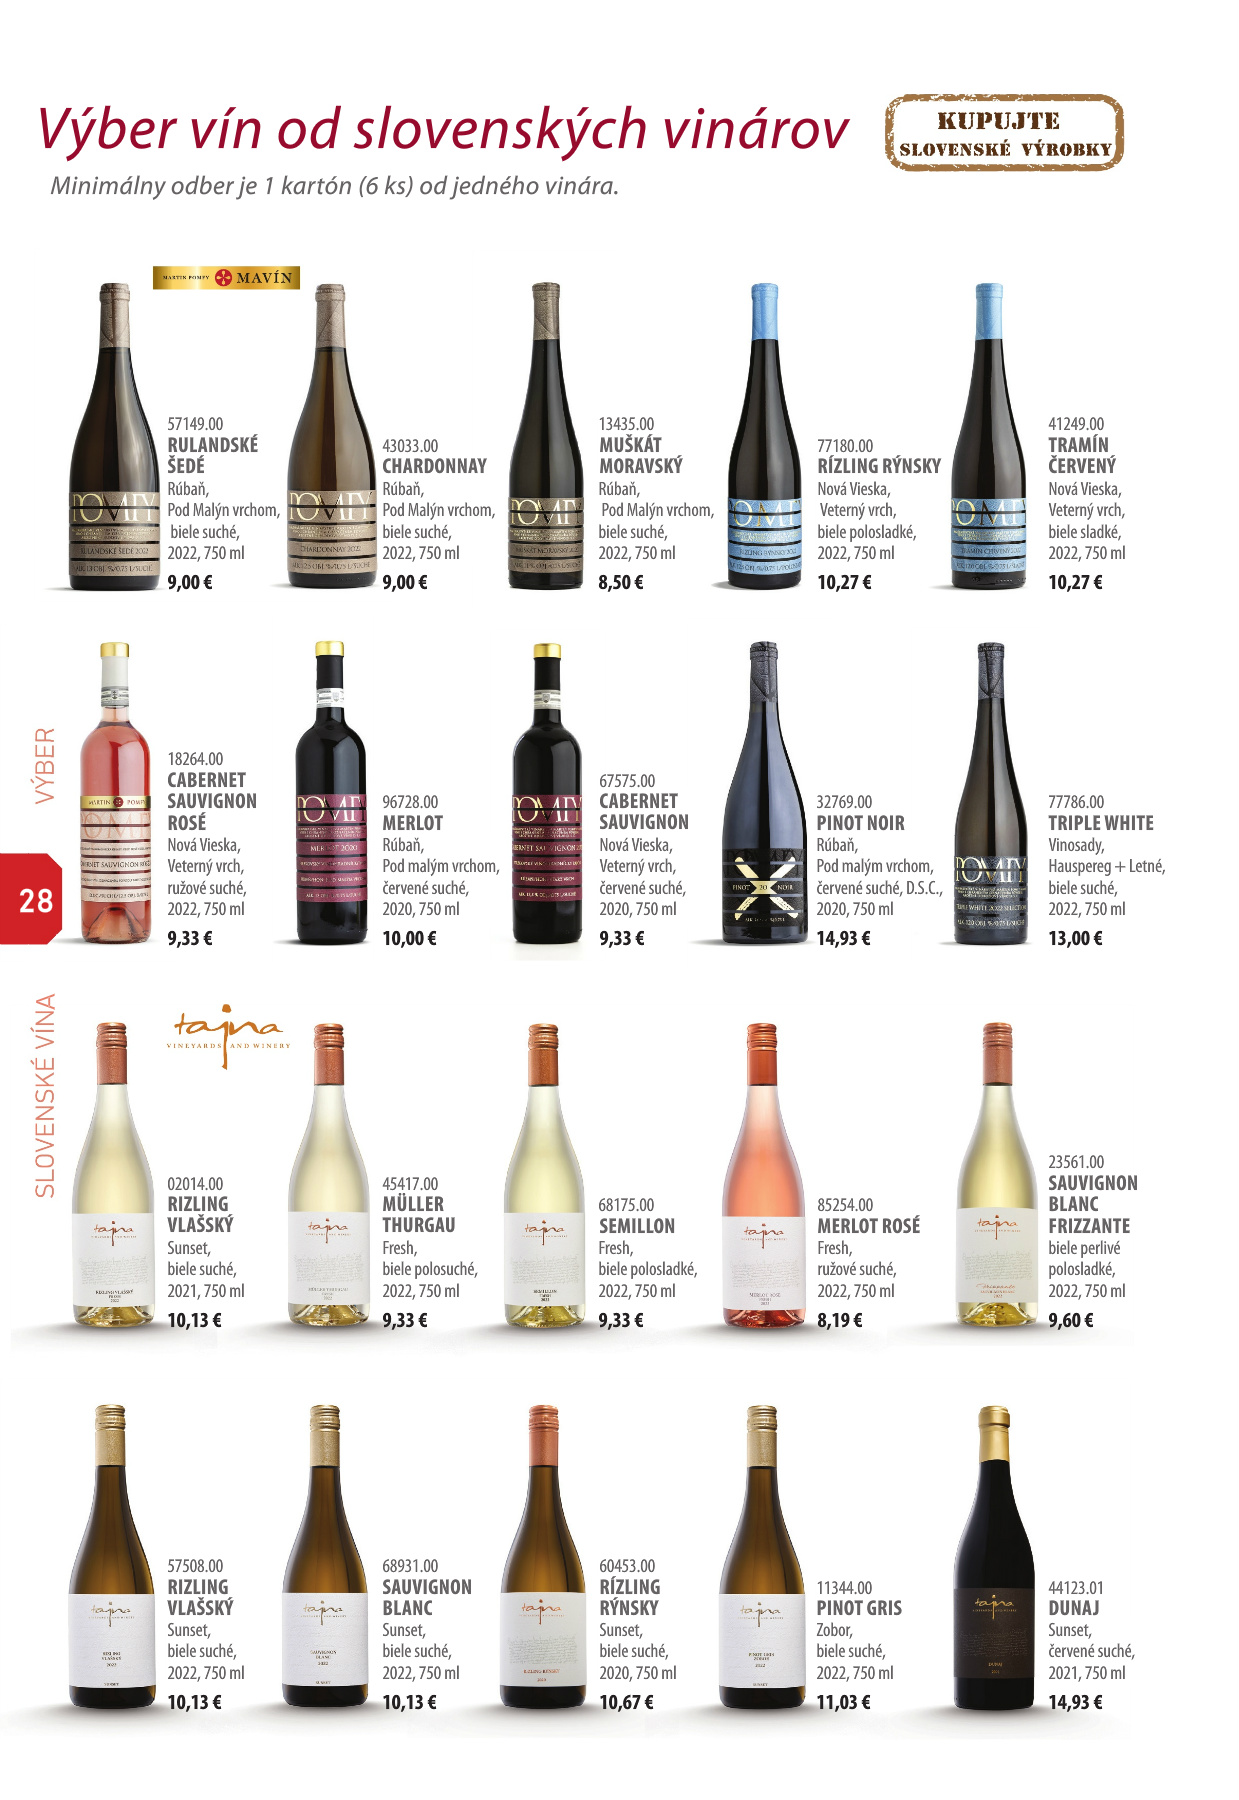 Výber vín od slovenských vinárov
Minimálny odber je 1 kartón (6 ks) od jedného vinára.
KUPUJTE
SLOVENSKÉ VÝROBKY
MARTIN POMFY MAVÍN
57149.00
RULANDSKÉ
ŠEDÉ
Rúbaň,
Pod Malýn vrchom,
biele suché,
2022, 750 ml
9,00 €
43033.00
CHARDONNAY
Rúbaň,
Pod Malýn vrchom,
biele suché,
2022, 750 ml
9,00 €
13435.00
MUŠKÁT
MORAVSKÝ
Rúbaň,
Pod Malýn vrchom,
biele suché,
2022, 750 ml
8,50 €
77180.00
RÍZLING RÝNSKY
Nová Vieska,
Veterný vrch,
biele polosladké,
2022, 750 ml
10,27 €
41249.00
TRAMÍN
ČERVENÝ
Nová Vieska,
Veterný vrch,
biele sladké,
2022, 750 ml
10,27 €
18264.00
CABERNET
SAUVIGNON
ROSÉ
Nová Vieska,
Veterný vrch,
ružové suché,
2022, 750 ml
9,33 €
96728.00
MERLOT
Rúbaň,
Pod malým vrchom,
červené suché,
2020, 750 ml
10,00 €
67575.00
CABERNET
SAUVIGNON
Nová Vieska,
Veterný vrch,
červené suché,
2020, 750 ml
9,33 €
32769.00
PINOT NOIR
Rúbaň,
Pod malým vrchom,
červené suché, D.S.C.,
2020, 750 ml
14,93 €
77786.00
TRIPLE WHITE
Vinosady,
Hauspereg + Letné,
biele suché,
2022, 750 ml
13,00 €
VÝBER
28
SLOVENSKÉ VÍNA
tajna
VINEYARDS AND WINERY
02014.00
RIZLING
VLAŠSKÝ
Sunset,
biele suché,
2021, 750 ml
10,13 €
45417.00
MÜLLER
THURGAU
Fresh,
biele polosuché,
2022, 750 ml
9,33 €
68175.00
SEMILLON
Fresh,
biele polosladké,
2022, 750 ml
9,33 €
85254.00
MERLOT ROSÉ
Fresh,
ružové suché,
2022, 750 ml
8,19 €
23561.00
SAUVIGNON
BLANC
FRIZZANTE
biele perlivé
polosladké,
2022, 750 ml
9,60 €
57508.00
RIZLING
VLAŠSKÝ
Sunset,
biele suché,
2022, 750 ml
10,13 €
68931.00
SAUVIGNON
BLANC
Sunset,
biele suché,
2022, 750 ml
10,13 €
60453.00
RÍZLING
RÝNSKY
Sunset,
biele suché,
2020, 750 ml
10,67 €
11344.00
PINOT GRIS
Zobor,
biele suché,
2022, 750 ml
11,03 €
44123.01
DUNAJ
Sunset,
červené suché,
2021, 750 ml
14,93 €